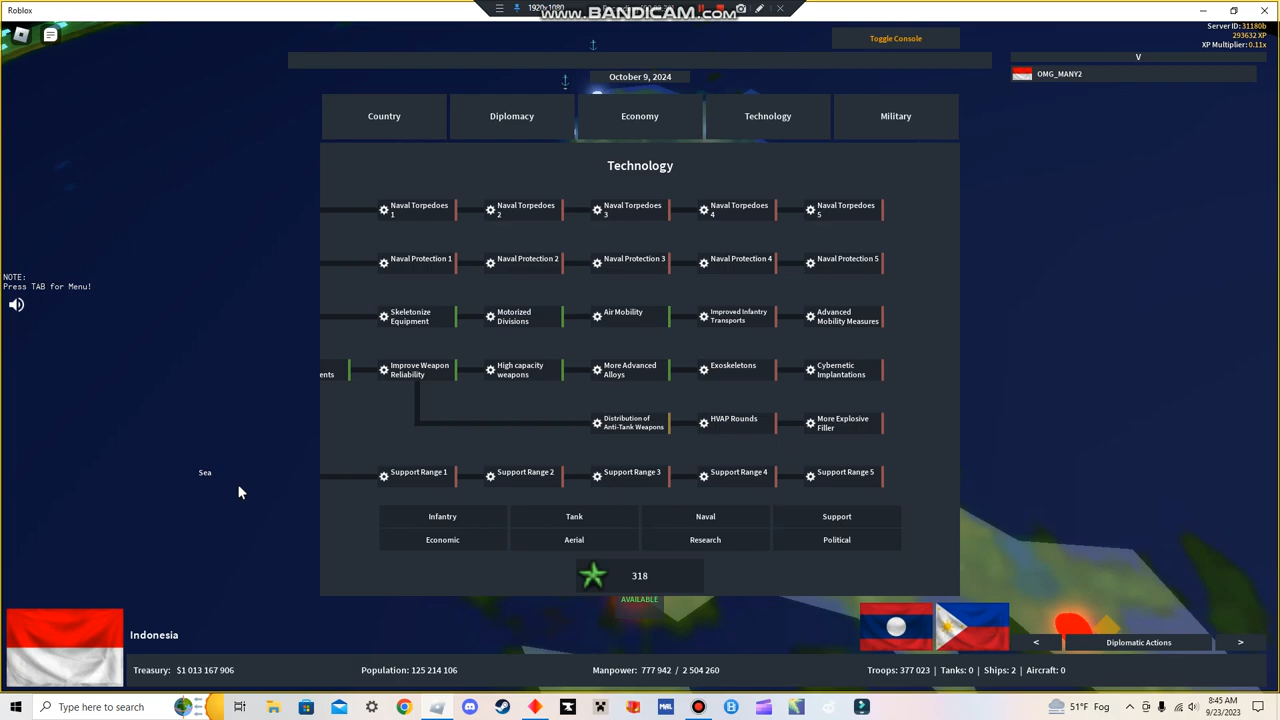 Roblox
1920x1080
www.BANDICAM.com
Toggle Console
Server ID: 31180b
293632 XP
XP Multiplier: 0.11x
V
OMG_MANY2
October 9, 2024
Country
Diplomacy
Economy
Technology
Military
Technology
Naval Torpedoes 1
Naval Torpedoes 2
Naval Torpedoes 3
Naval Torpedoes 4
Naval Torpedoes 5
Naval Protection 1
Naval Protection 2
Naval Protection 3
Naval Protection 4
Naval Protection 5
NOTE:
Press TAB for Menu!
Skeletonize Equipment
Motorized Divisions
Air Mobility
Improved Infantry Transports
Advanced Mobility Measures
ents
Improve Weapon Reliability
High capacity weapons
More Advanced Alloys
Exoskeletons
Cybernetic Implantations
Distribution of Anti-Tank Weapons
HVAP Rounds
More Explosive Filler
Sea
Support Range 1
Support Range 2
Support Range 3
Support Range 4
Support Range 5
Infantry
Tank
Naval
Support
Economic
Aerial
Research
Political
318
AVAILABLE
Indonesia
< Diplomatic Actions >
Treasury: $1 013 167 906
Population: 125 214 106
Manpower: 777 942 / 2 504 260
Troops: 377 023 | Tanks: 0 | Ships: 2 | Aircraft: 0
Type here to search
51°F Fog
8:45 AM
9/23/2023